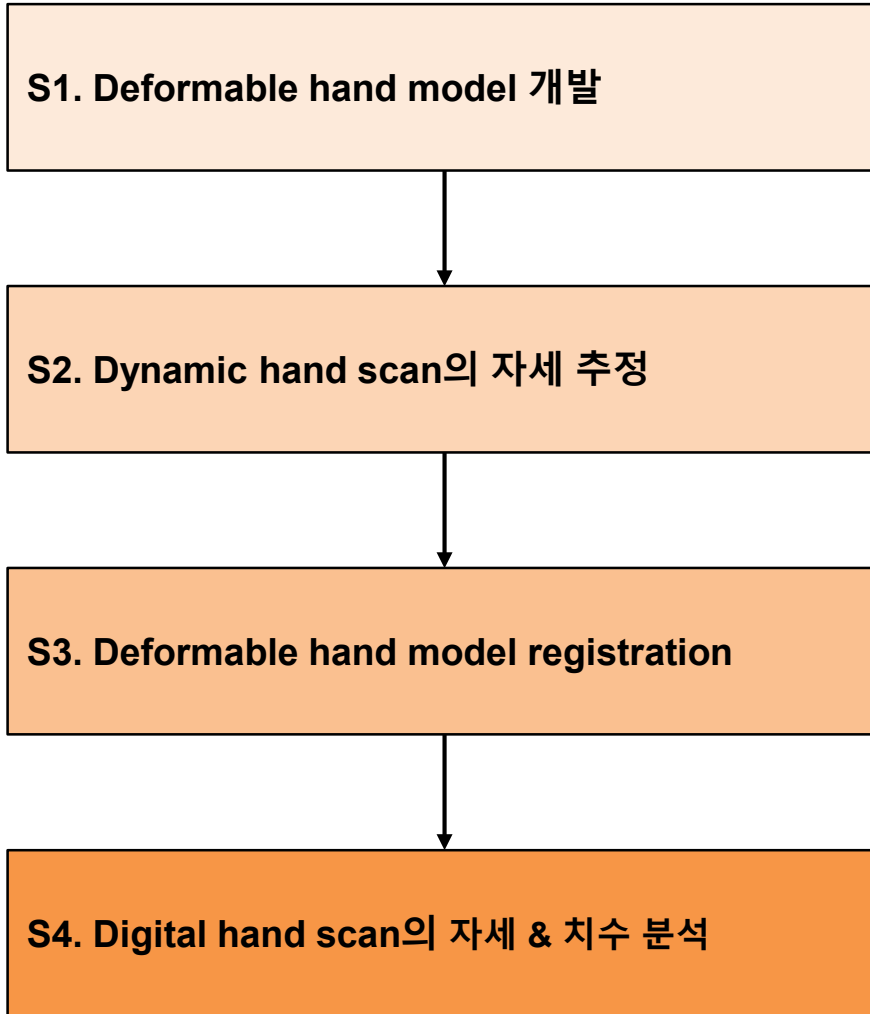 S1. Deformable hand model 개발
S2. Dynamic hand scan의 자세 추정
S3. Deformable hand model registration
S4. Digital hand scan의 자세 & 치수 분석